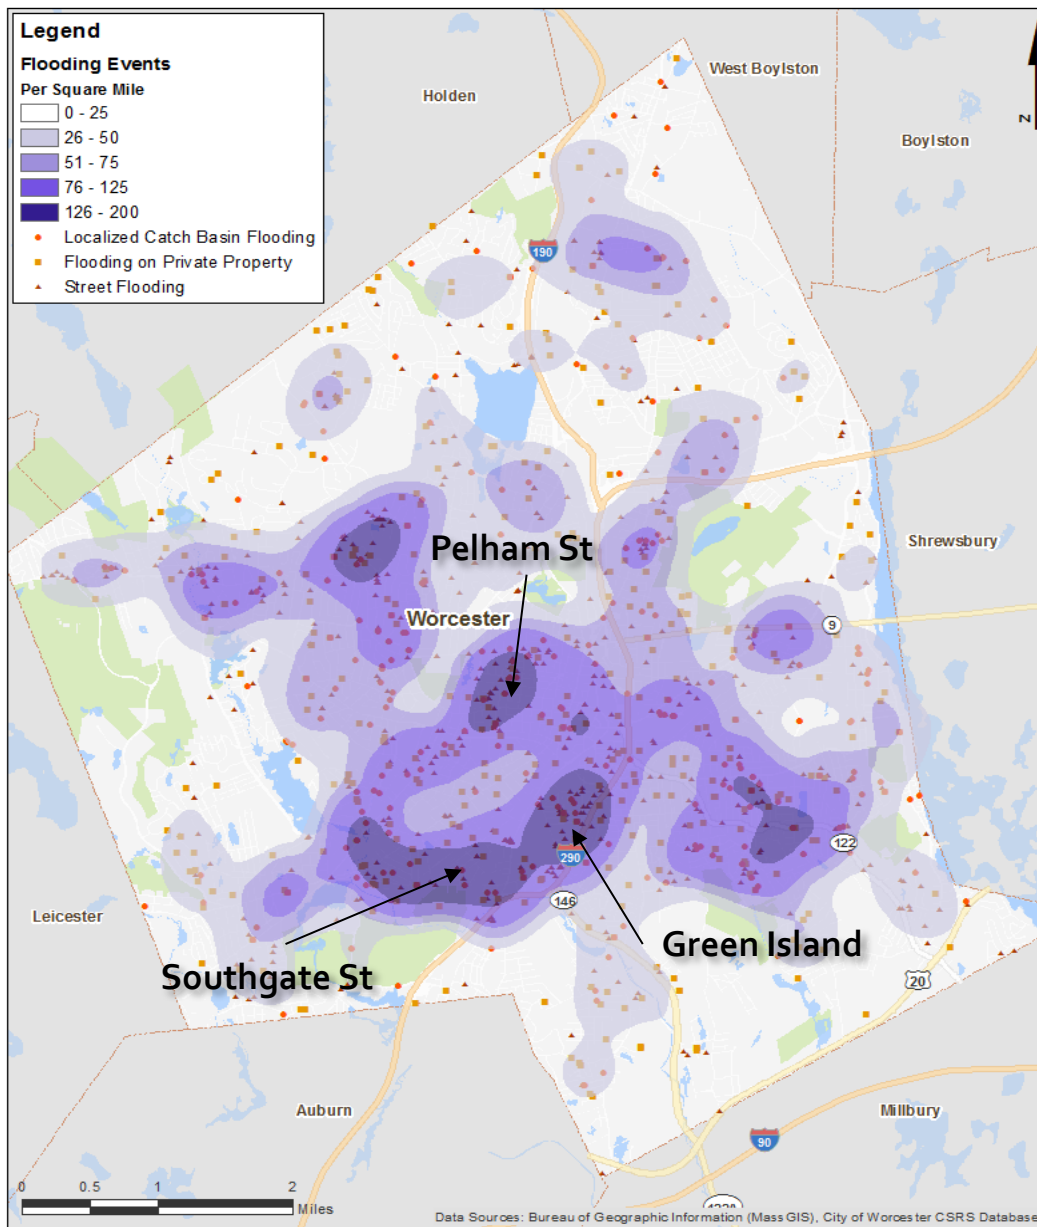 Legend
Flooding Events
Per Square Mile
0 - 25
26 - 50
51 - 75
76 - 125
126 - 200
Localized Catch Basin Flooding
Flooding on Private Property
Street Flooding
Holden
West Boylston
Boylston
N
190
Pelham St
Shrewsbury
Worcester
9
122
290
146
Leicester
Green Island
Southgate St
20
Auburn
Millbury
90
0 0.5 1 2
Miles
122A
Data Sources: Bureau of Geographic Information (MassGIS), City of Worcester CSRS Database